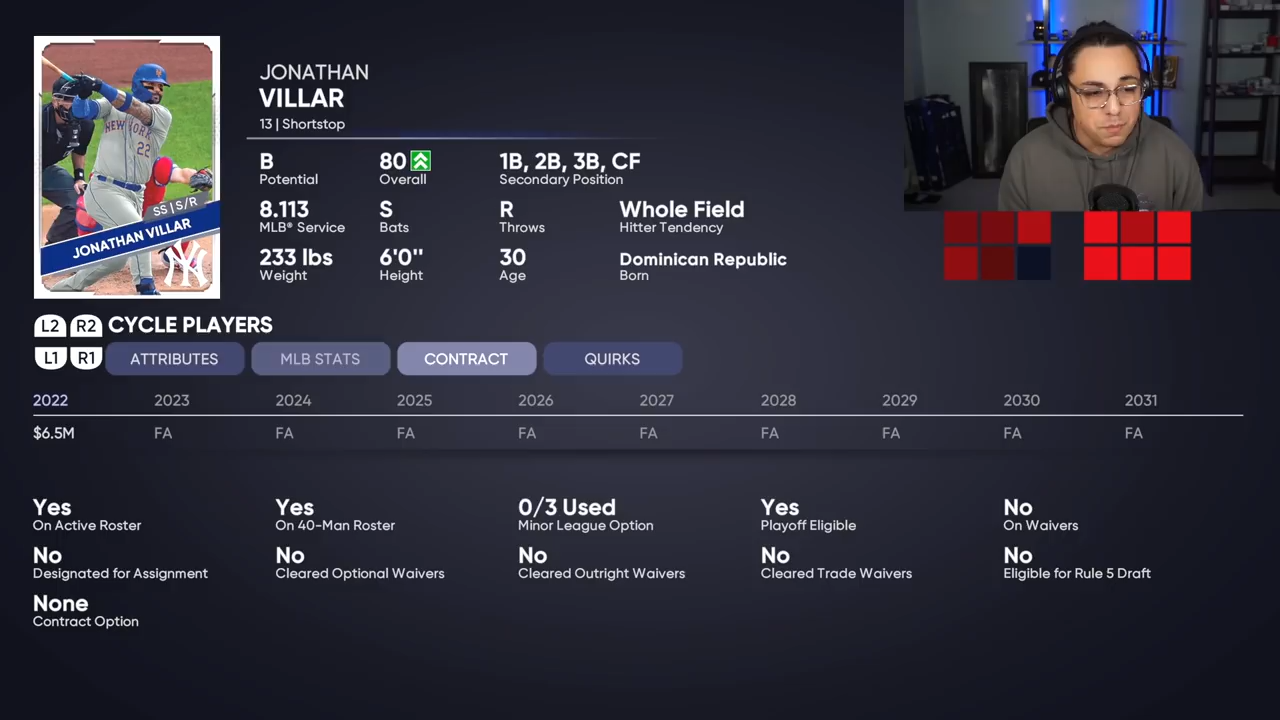 JONATHAN
VILLAR
13 | Shortstop
B
Potential
80
Overall
1B, 2B, 3B, CF
Secondary Position
8.113
MLB® Service
S
Bats
R
Throws
Whole Field
Hitter Tendency
233 lbs
Weight
6'0"
Height
30
Age
Dominican Republic
Born
NEW YORK
22
SS | S/R
JONATHAN VILLAR
NY
L2 R2 CYCLE PLAYERS
L1 R1 ATTRIBUTES MLB STATS CONTRACT QUIRKS
2022 2023 2024 2025 2026 2027 2028 2029 2030 2031
$6.5M FA FA FA FA FA FA FA FA FA
Yes
On Active Roster
Yes
On 40-Man Roster
0/3 Used
Minor League Option
Yes
Playoff Eligible
No
On Waivers
No
Designated for Assignment
No
Cleared Optional Waivers
No
Cleared Outright Waivers
No
Cleared Trade Waivers
No
Eligible for Rule 5 Draft
None
Contract Option